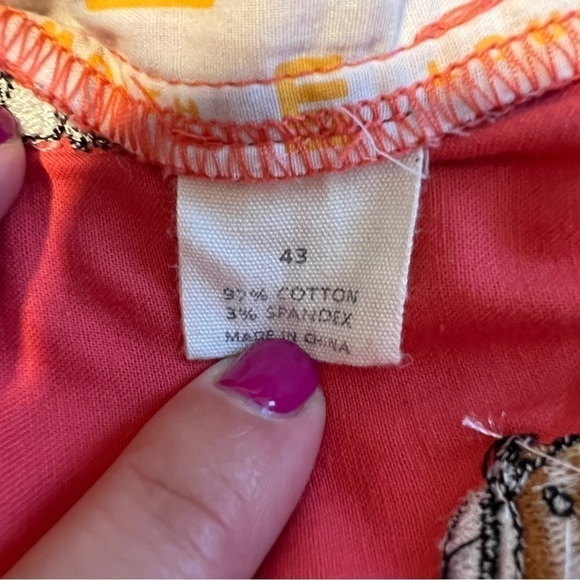 43
97% COTTON
3% SPANDEX
MADE IN CHINA